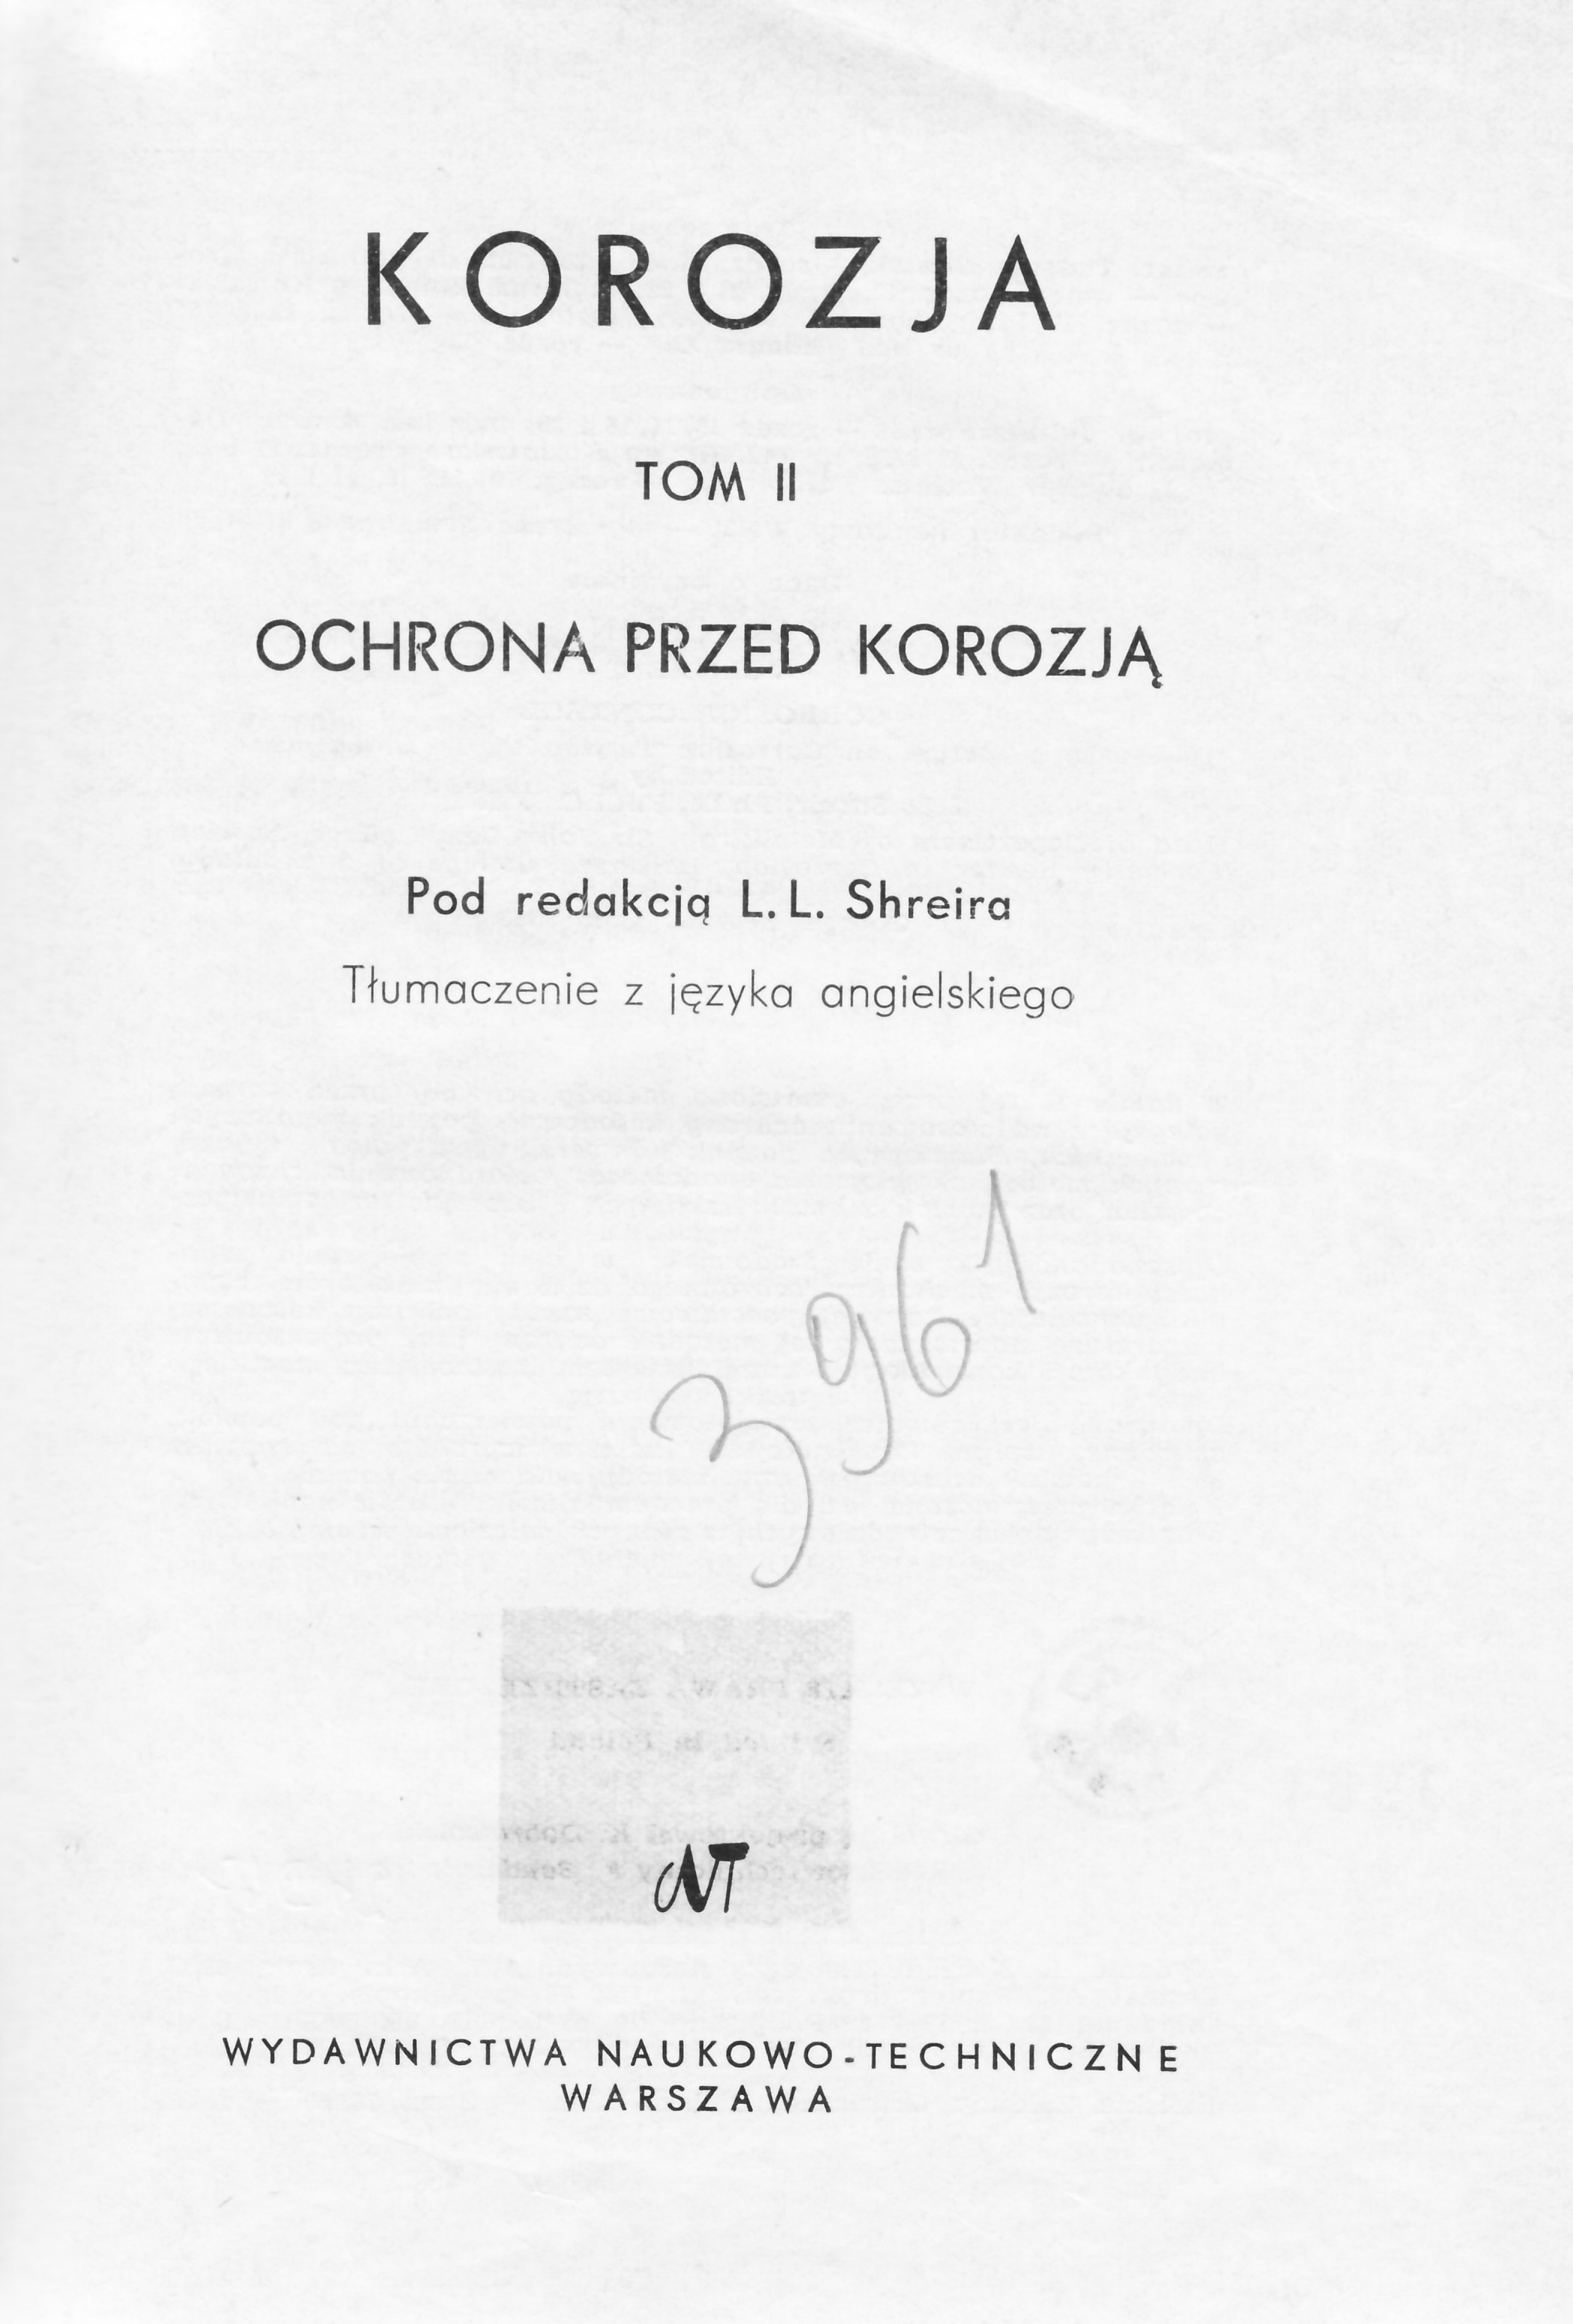 KOROZJA
TOM II
OCHRONA PRZED KOROZJĄ
Pod redakcją L. L. Shreira
Tłumaczenie z języka angielskiego
3961
NT
WYDAWNICTWA NAUKOWO-TECHNICZNE
WARSZAWA